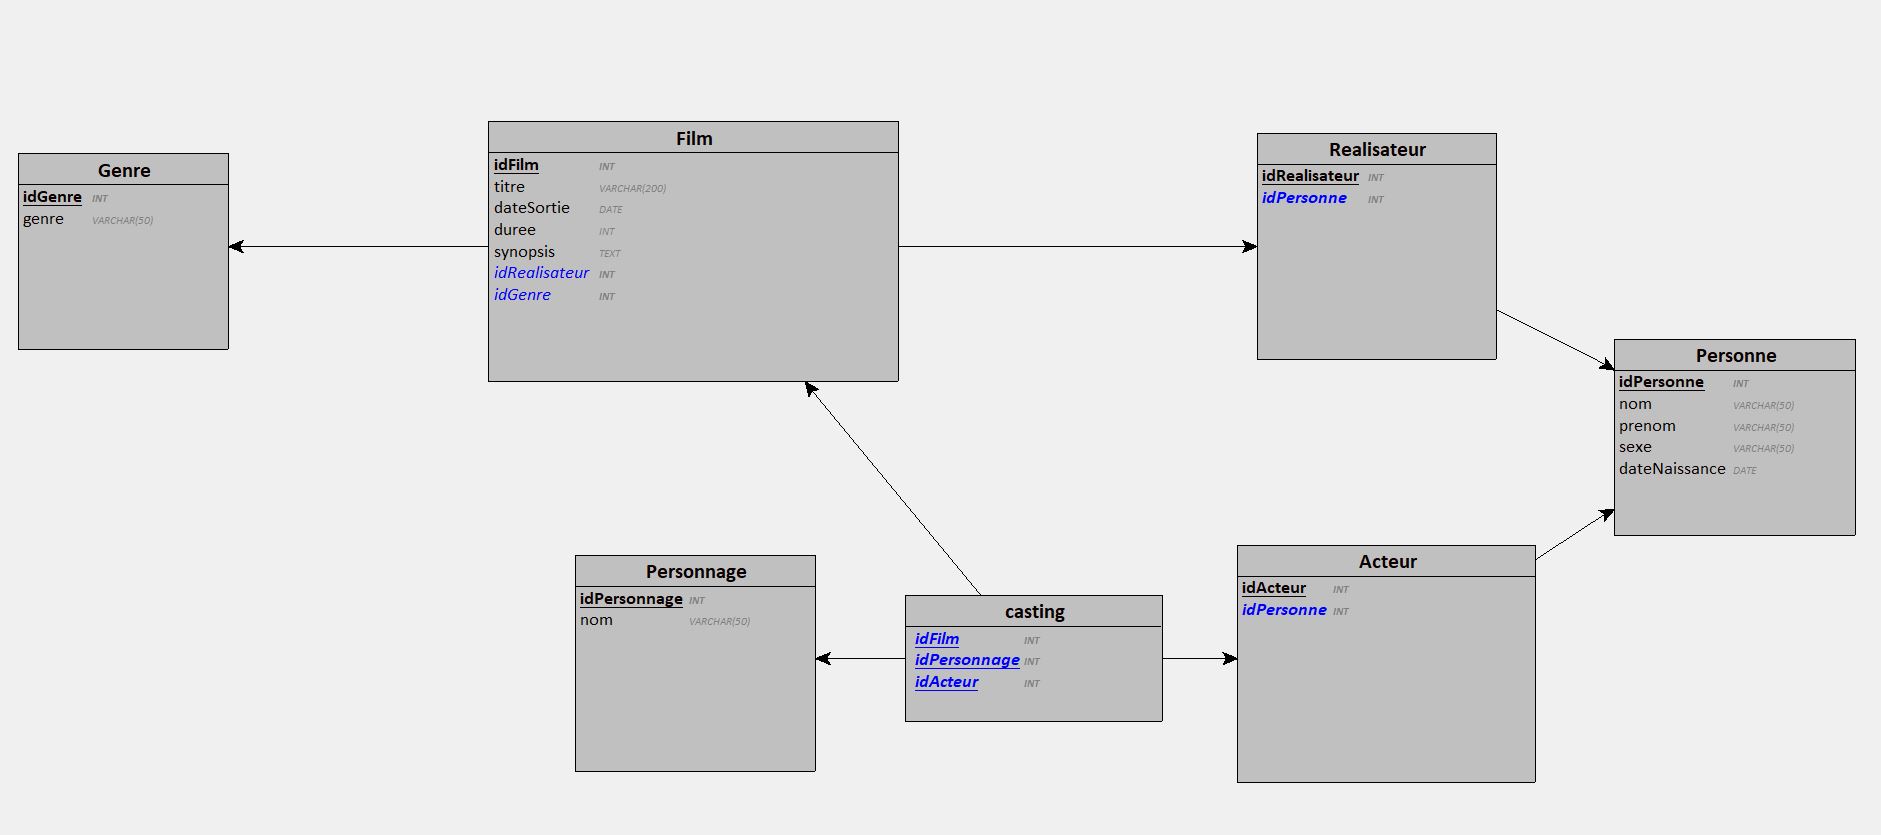 Genre
idGenre INT
genre VARCHAR(50)
Film
idFilm INT
titre VARCHAR(200)
dateSortie DATE
duree INT
synopsis TEXT
idRealisateur INT
idGenre INT
Realisateur
idRealisateur INT
idPersonne INT
Personne
idPersonne INT
nom VARCHAR(50)
prenom VARCHAR(50)
sexe VARCHAR(50)
dateNaissance DATE
Personnage
idPersonnage INT
nom VARCHAR(50)
casting
idFilm INT
idPersonnage INT
idActeur INT
Acteur
idActeur INT
idPersonne INT